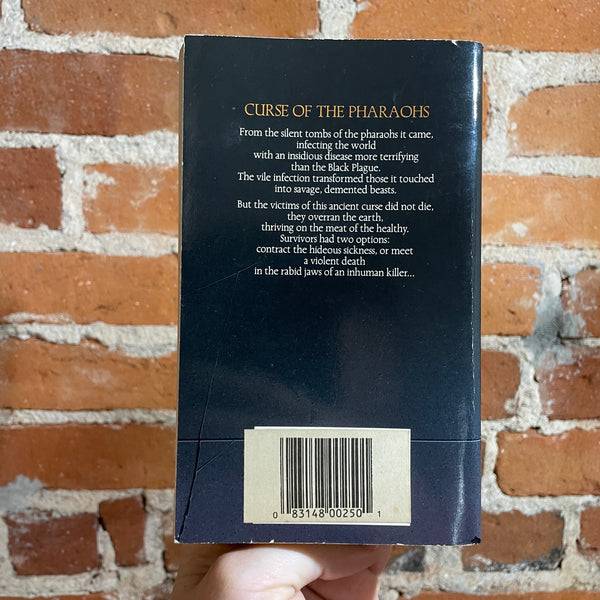 CURSE OF THE PHARAOHS
From the silent tombs of the pharaohs it came,
infecting the world
with an insidious disease more terrifying
than the Black Plague.
The vile infection transformed those it touched
into savage, demented beasts.
But the victims of this ancient curse did not die,
they overran the earth,
thriving on the meat of the healthy.
Survivors had two options:
contract the hideous sickness, or meet
a violent death
in the rabid jaws of an inhuman killer...
0 83148 00250 1